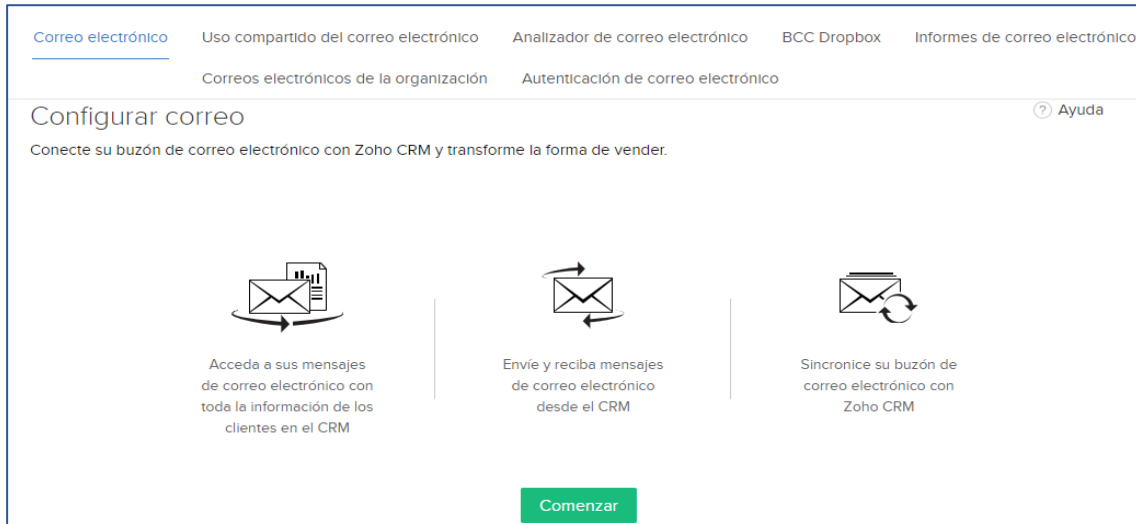 Correo electrónico Uso compartido del correo electrónico Analizador de correo electrónico BCC Dropbox Informes de correo electrónico
Correos electrónicos de la organización Autenticación de correo electrónico
Configurar correo
? Ayuda
Conecte su buzón de correo electrónico con Zoho CRM y transforme la forma de vender.
Acceda a sus mensajes
de correo electrónico con
toda la información de los
clientes en el CRM
Envíe y reciba mensajes
de correo electrónico
desde el CRM
Sincronice su buzón de
correo electrónico con
Zoho CRM
Comenzar